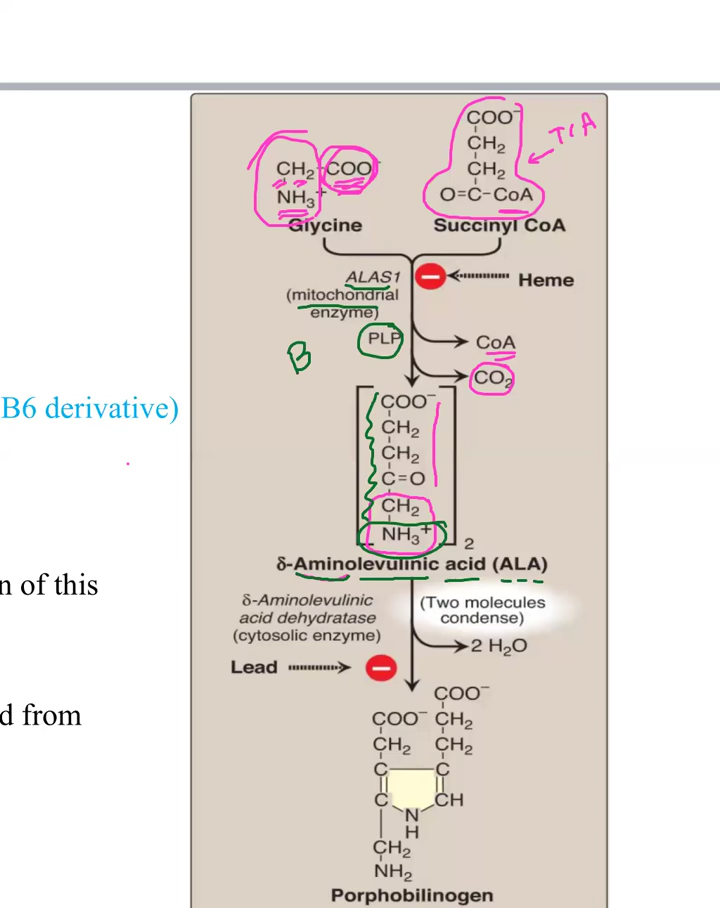 COO⁻
CH₂
CH₂
O=C–CoA
TCA
CH₂–COO⁻
NH₃⁺
Glycine
Succinyl CoA
ALAS1
(mitochondrial
enzyme)
Heme
PLP
B
CoA
CO₂
B6 derivative)
COO⁻
CH₂
CH₂
C=O
CH₂
NH₃⁺
2
δ-Aminolevulinic acid (ALA)
n of this
δ-Aminolevulinic
acid dehydratase
(cytosolic enzyme)
(Two molecules
condense)
2 H₂O
Lead
d from
COO⁻
COO⁻ CH₂
CH₂ CH₂
C C
C CH
N
H
CH₂
NH₂
Porphobilinogen